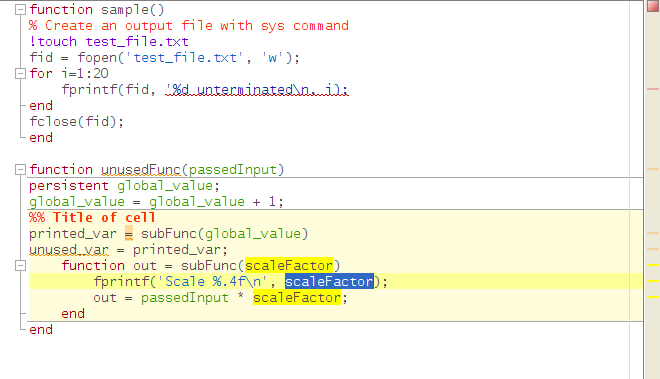 function sample()
% Create an output file with sys command
!touch test_file.txt
fid = fopen('test_file.txt', 'w');
for i=1:20
    fprintf(fid, '%d unterminated\n, i);
end
fclose(fid);
end

function unusedFunc(passedInput)
persistent global_value;
global_value = global_value + 1;
%% Title of cell
printed_var = subFunc(global_value)
unused_var = printed_var;
    function out = subFunc(scaleFactor)
        fprintf('Scale %.4f\n', scaleFactor);
        out = passedInput * scaleFactor;
    end
end